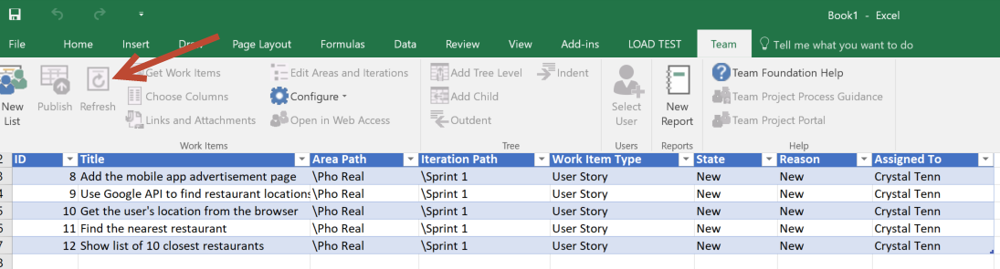 Book1 - Excel
File Home Insert Draw Page Layout Formulas Data Review View Add-ins LOAD TEST Team Tell me what you want to do
New List
Publish
Refresh
Get Work Items
Choose Columns
Links and Attachments
Edit Areas and Iterations
Configure
Open in Web Access
Work Items
Add Tree Level
Add Child
Outdent
Indent
Tree
Select User
Users
New Report
Reports
Team Foundation Help
Team Project Process Guidance
Team Project Portal
Help
2 ID Title Area Path Iteration Path Work Item Type State Reason Assigned To
3 8 Add the mobile app advertisement page \Pho Real \Sprint 1 User Story New New Crystal Tenn
4 9 Use Google API to find restaurant locations \Pho Real \Sprint 1 User Story New New Crystal Tenn
5 10 Get the user's location from the browser \Pho Real \Sprint 1 User Story New New Crystal Tenn
6 11 Find the nearest restaurant \Pho Real \Sprint 1 User Story New New Crystal Tenn
7 12 Show list of 10 closest restaurants \Pho Real \Sprint 1 User Story New New Crystal Tenn
8